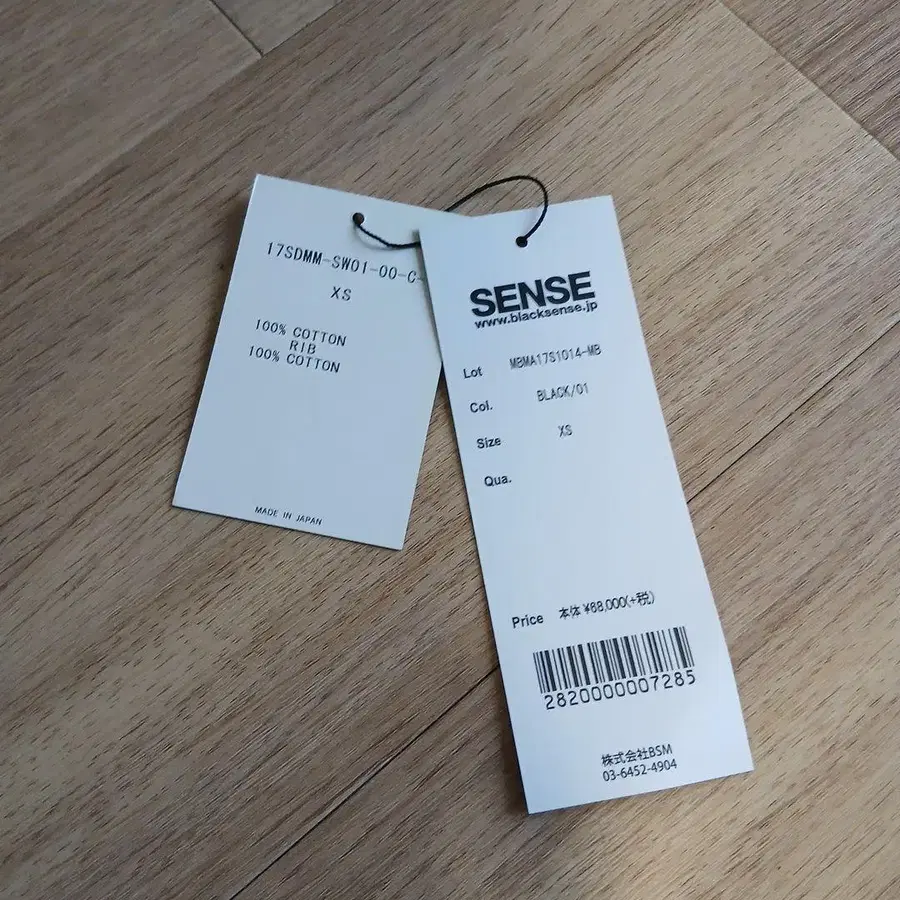 17SDMM-SW01-00-C-
XS
100% COTTON
RIB
100% COTTON
MADE IN JAPAN
SENSE
www.blacksense.jp
Lot MBMA17S1014-MB
Col. BLACK/01
Size XS
Qua.
Price 本体 ¥68,000(+税)
2820000007285
株式会社BSM
03-6452-4904